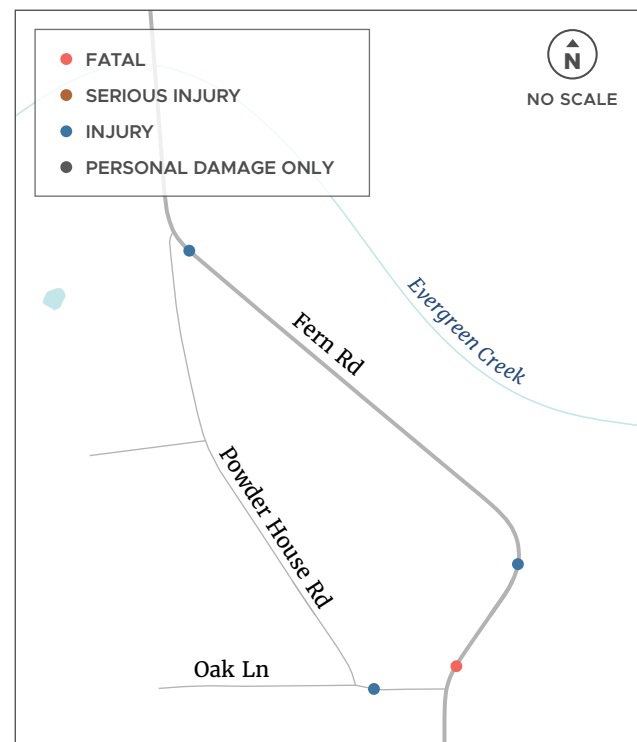 FATAL
SERIOUS INJURY
INJURY
PERSONAL DAMAGE ONLY
N
NO SCALE
Evergreen Creek
Fern Rd
Powder House Rd
Oak Ln